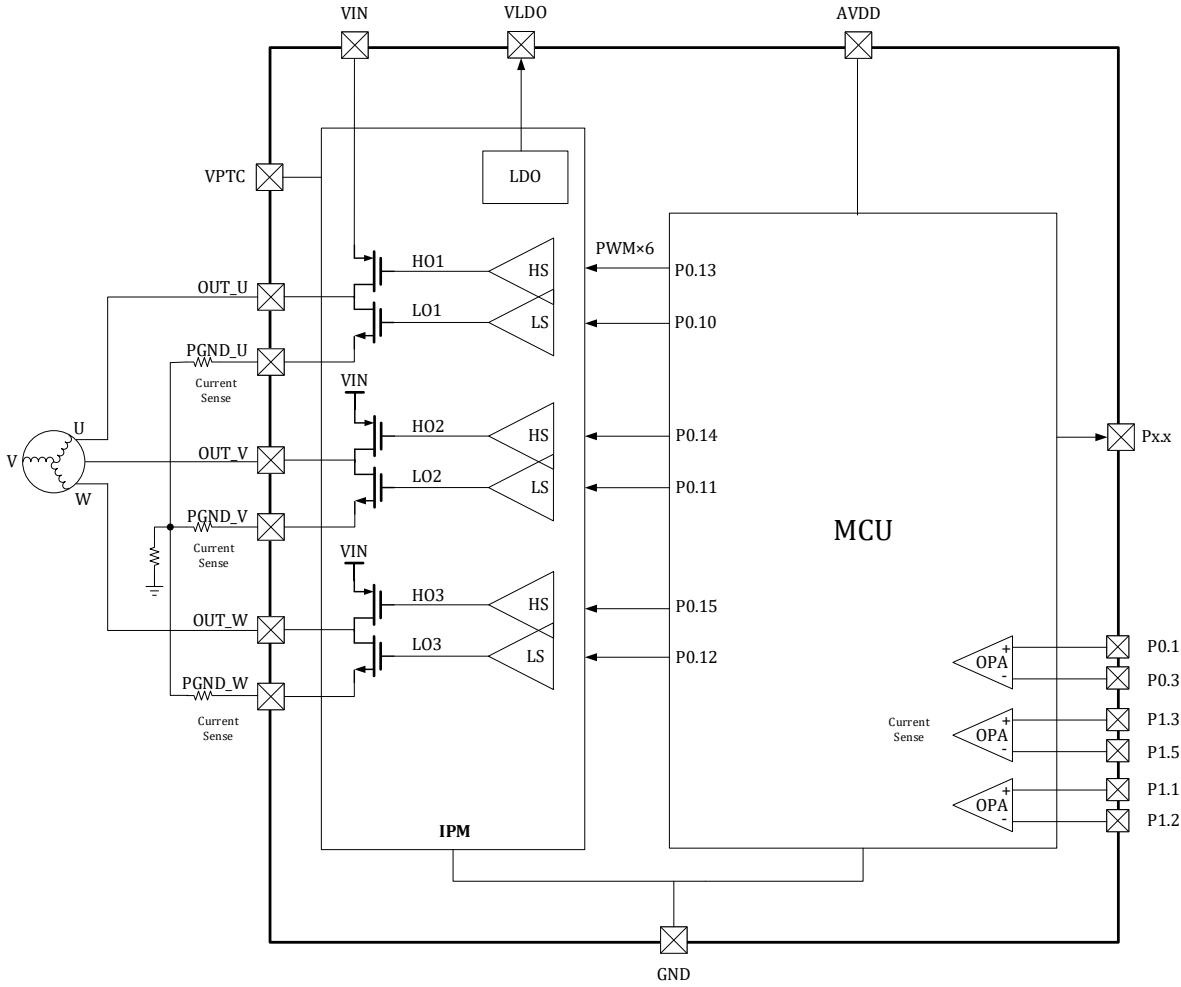 VIN
VLDO
AVDD
VPTC
LDO
PWM×6
HO1
HS
P0.13
OUT_U
LO1
LS
P0.10
PGND_U
Current
Sense
VIN
HO2
HS
P0.14
U
V
OUT_V
LO2
LS
P0.11
W
PGND_V
Current
Sense
VIN
MCU
Px.x
HO3
HS
P0.15
OUT_W
LO3
LS
P0.12
PGND_W
Current
Sense
+
OPA
-
P0.1
P0.3
Current
Sense
+
OPA
-
P1.3
P1.5
+
OPA
-
P1.1
P1.2
IPM
GND